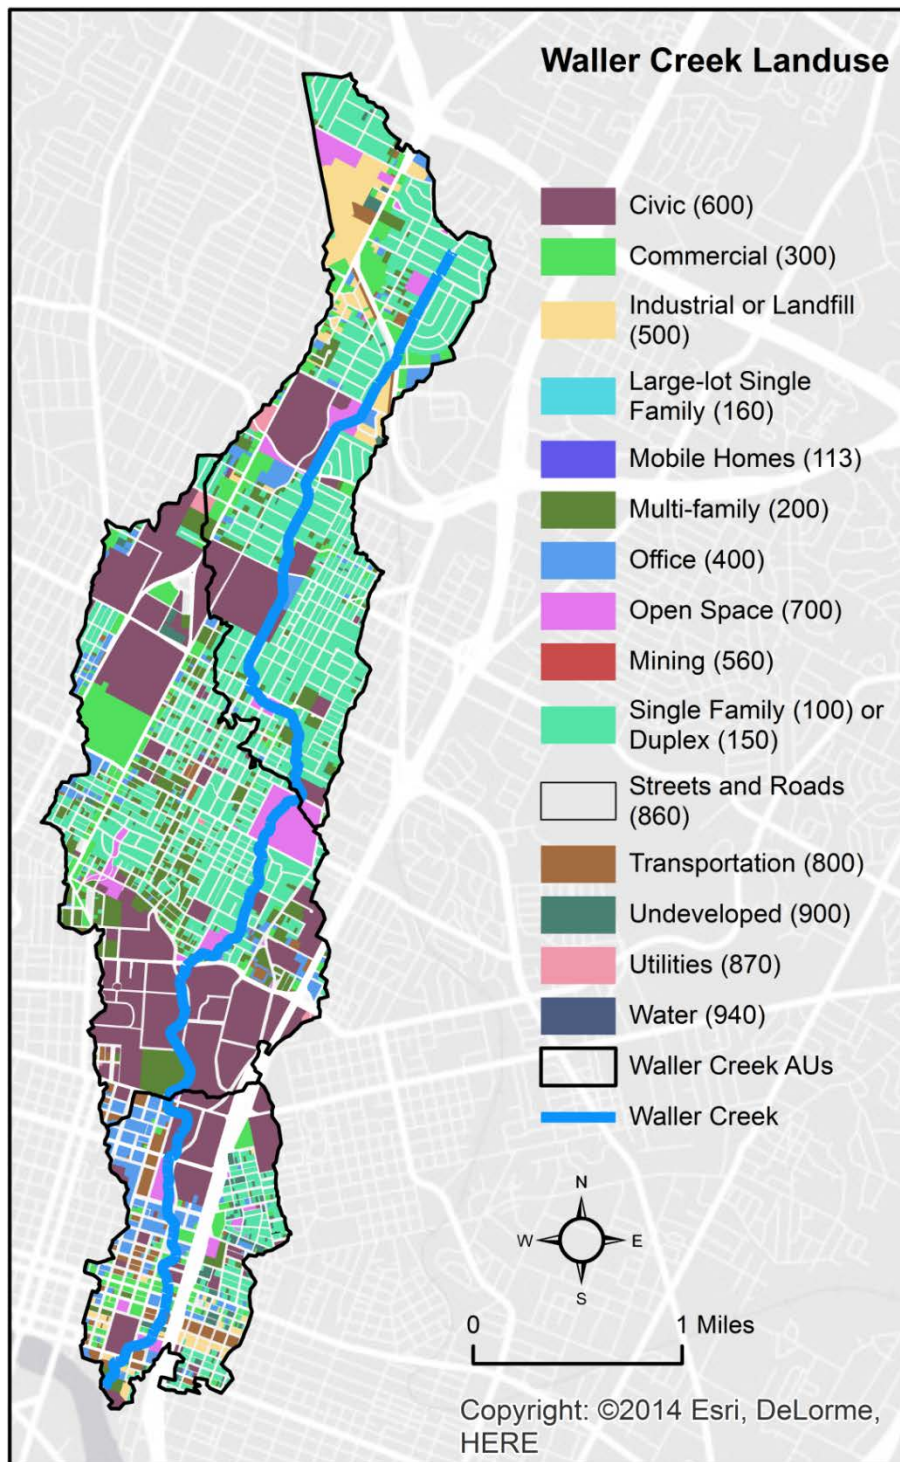 Waller Creek Landuse
Civic (600)
Commercial (300)
Industrial or Landfill
(500)
Large-lot Single
Family (160)
Mobile Homes (113)
Multi-family (200)
Office (400)
Open Space (700)
Mining (560)
Single Family (100) or
Duplex (150)
Streets and Roads
(860)
Transportation (800)
Undeveloped (900)
Utilities (870)
Water (940)
Waller Creek AUs
Waller Creek
N
W E
S
0 1 Miles
Copyright: ©2014 Esri, DeLorme,
HERE